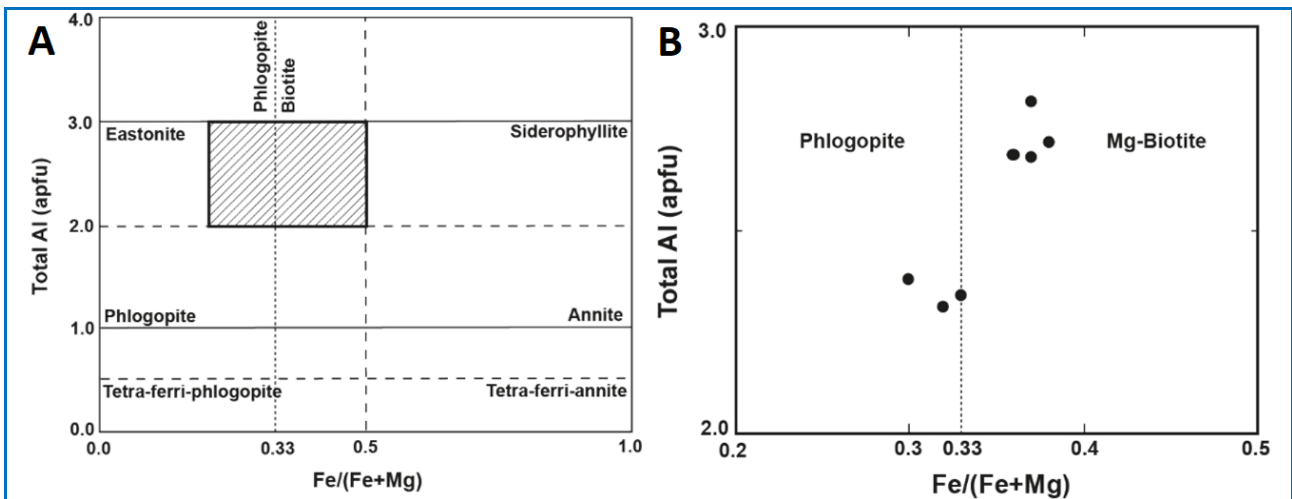 A
4.0
3.0
2.0
1.0
0.0
Total Al (apfu)
Phlogopite
Biotite
Eastonite
Siderophyllite
Phlogopite
Annite
Tetra-ferri-phlogopite
Tetra-ferri-annite
0.0
0.33
0.5
1.0
Fe/(Fe+Mg)
B
3.0
2.0
Total Al (apfu)
Phlogopite
Mg-Biotite
0.2
0.3
0.33
0.4
0.5
Fe/(Fe+Mg)